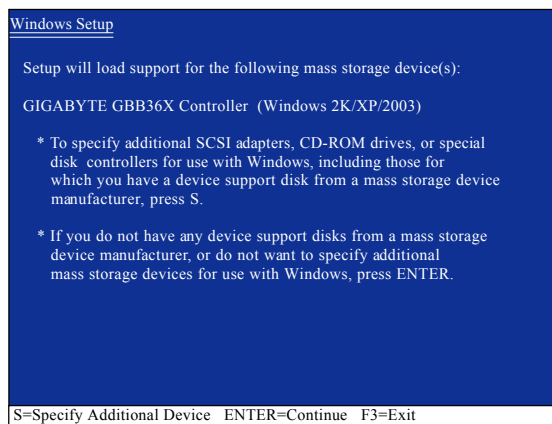 Windows Setup
Setup will load support for the following mass storage device(s):
GIGABYTE GBB36X Controller (Windows 2K/XP/2003)
* To specify additional SCSI adapters, CD-ROM drives, or special
disk controllers for use with Windows, including those for
which you have a device support disk from a mass storage device
manufacturer, press S.
* If you do not have any device support disks from a mass storage
device manufacturer, or do not want to specify additional
mass storage devices for use with Windows, press ENTER.
S=Specify Additional Device ENTER=Continue F3=Exit